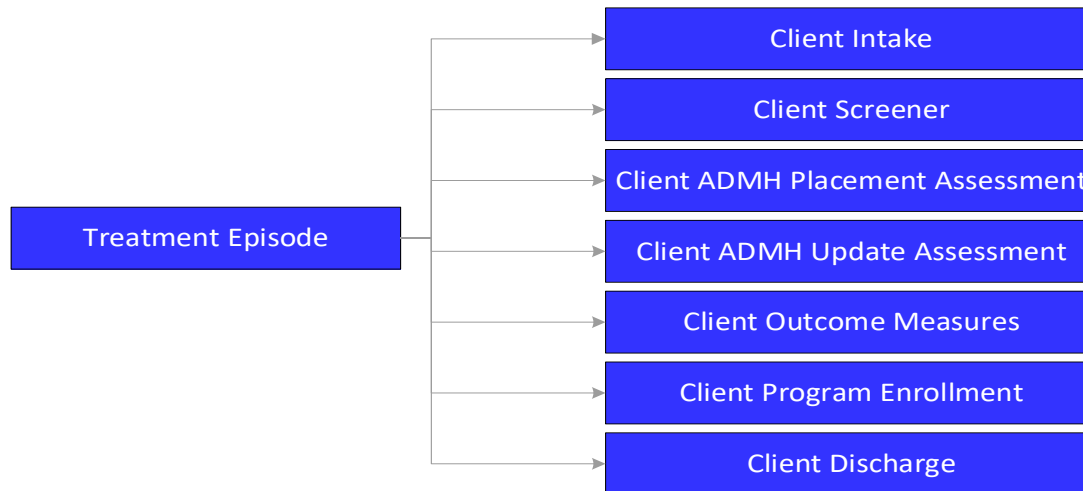 Client Intake
Client Screener
Client ADMH Placement Assessment
Treatment Episode
Client ADMH Update Assessment
Client Outcome Measures
Client Program Enrollment
Client Discharge